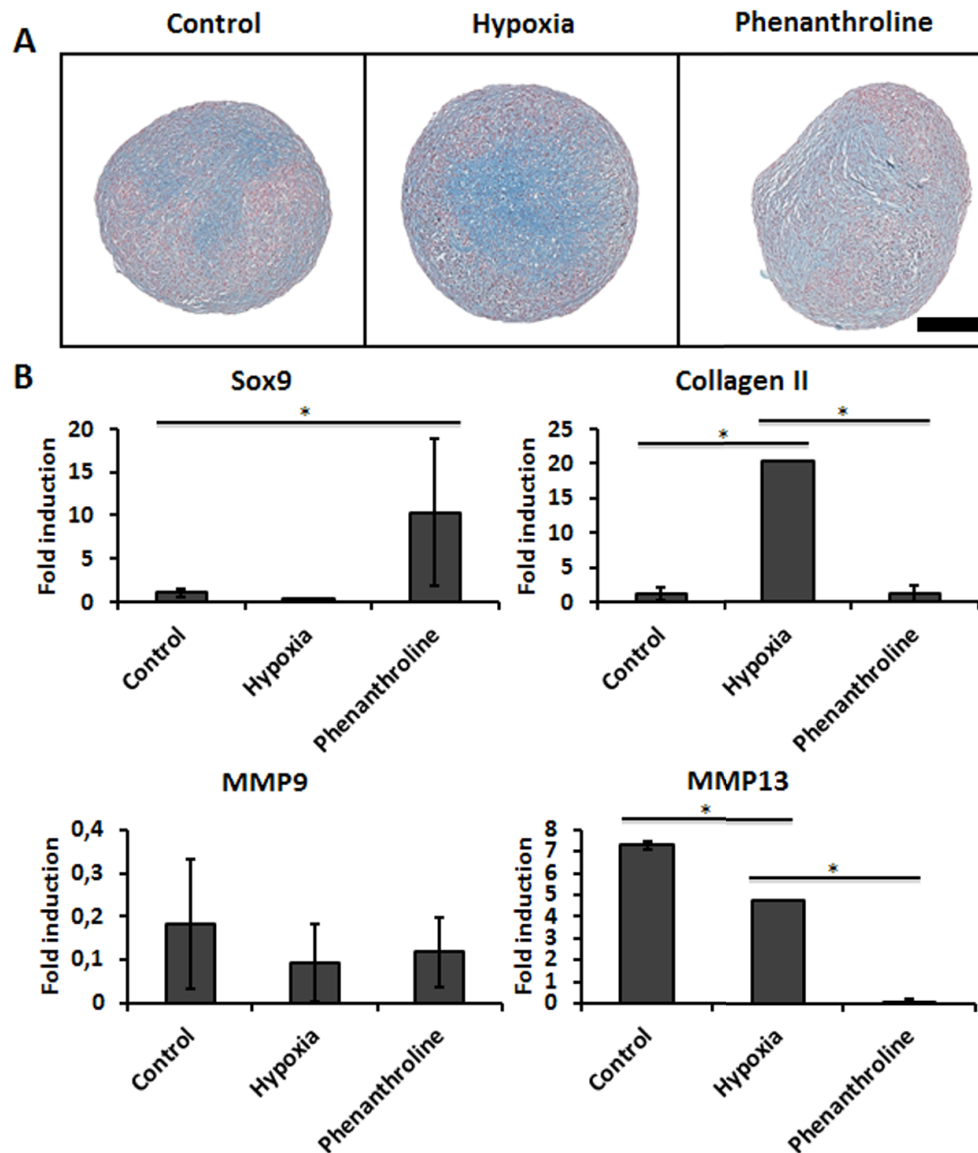 A
Control
Hypoxia
Phenanthroline
B
Sox9
*
Fold induction
20
15
10
5
0
Control
Hypoxia
Phenanthroline
Collagen II
*
*
Fold induction
25
20
15
10
5
0
Control
Hypoxia
Phenanthroline
MMP9
Fold induction
0,4
0,3
0,2
0,1
0
Control
Hypoxia
Phenanthroline
MMP13
*
*
Fold induction
8
7
6
5
4
3
2
1
0
Control
Hypoxia
Phenanthroline